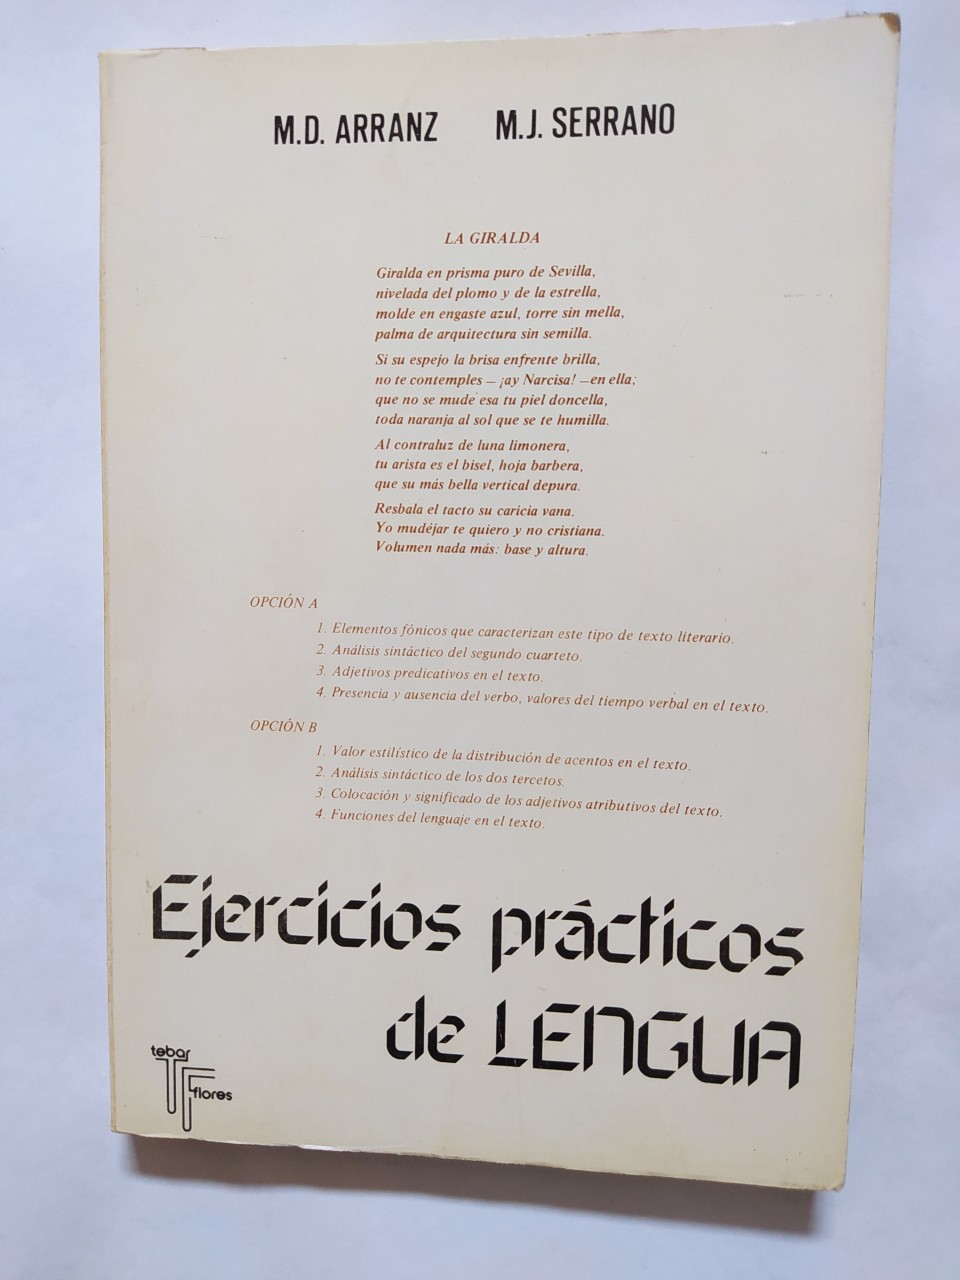 M.D. ARRANZ M.J. SERRANO
LA GIRALDA
Giralda en prisma puro de Sevilla,
nivelada del plomo y de la estrella,
molde en engaste azul, torre sin mella,
palma de arquitectura sin semilla.
Si su espejo la brisa enfrente brilla,
no te contemples – ¡ay Narcisa! –en ella;
que no se mude esa tu piel doncella,
toda naranja al sol que se te humilla.
Al contraluz de luna limonera,
tu arista es el bisel, hoja barbera,
que su más bella vertical depura.
Resbala el tacto su caricia vana.
Yo mudéjar te quiero y no cristiana.
Volumen nada más: base y altura.
OPCIÓN A
1. Elementos fónicos que caracterizan este tipo de texto literario.
2. Análisis sintáctico del segundo cuarteto.
3. Adjetivos predicativos en el texto.
4. Presencia y ausencia del verbo, valores del tiempo verbal en el texto.
OPCIÓN B
1. Valor estilístico de la distribución de acentos en el texto.
2. Análisis sintáctico de los dos tercetos.
3. Colocación y significado de los adjetivos atributivos del texto.
4. Funciones del lenguaje en el texto.
Ejercicios prácticos
de LENGUA
tebar
flores